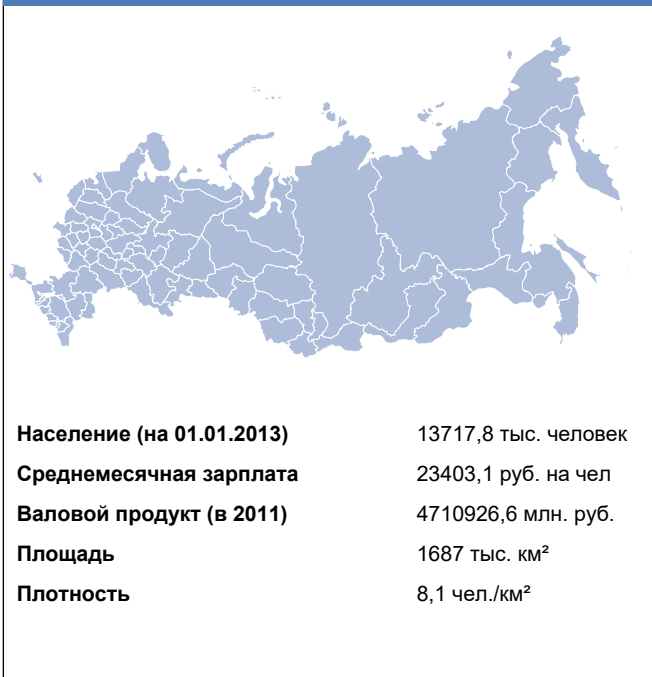 Население (на 01.01.2013) 13717,8 тыс. человек
Среднемесячная зарплата 23403,1 руб. на чел
Валовой продукт (в 2011) 4710926,6 млн. руб.
Площадь 1687 тыс. км²
Плотность 8,1 чел./км²